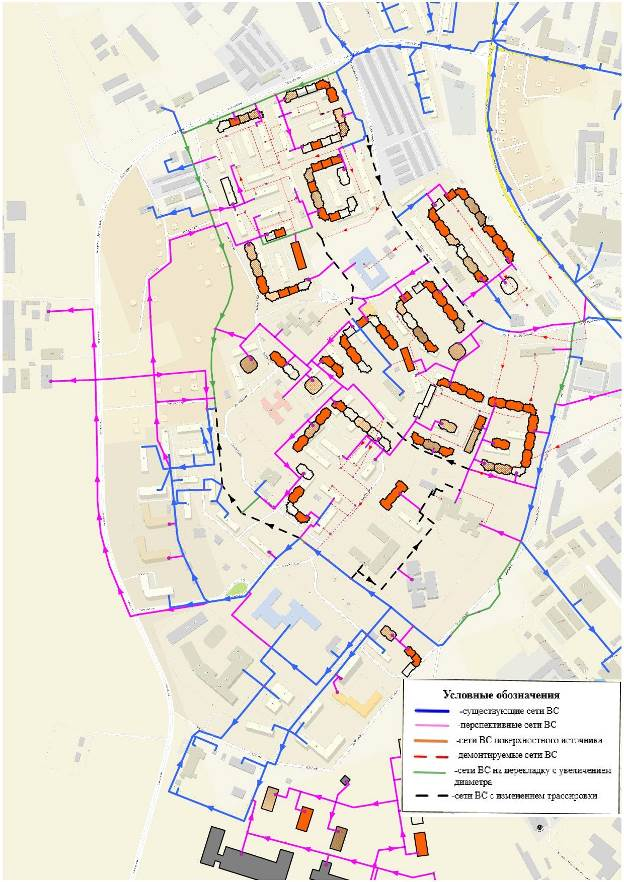 Условные обозначения
-существующие сети ВС
-перспективные сети ВС
-сети ВС поверхностного источника
-демонтируемые сети ВС
-сети ВС на перекладку с увеличением
диаметра
-сети ВС с изменением трассировки